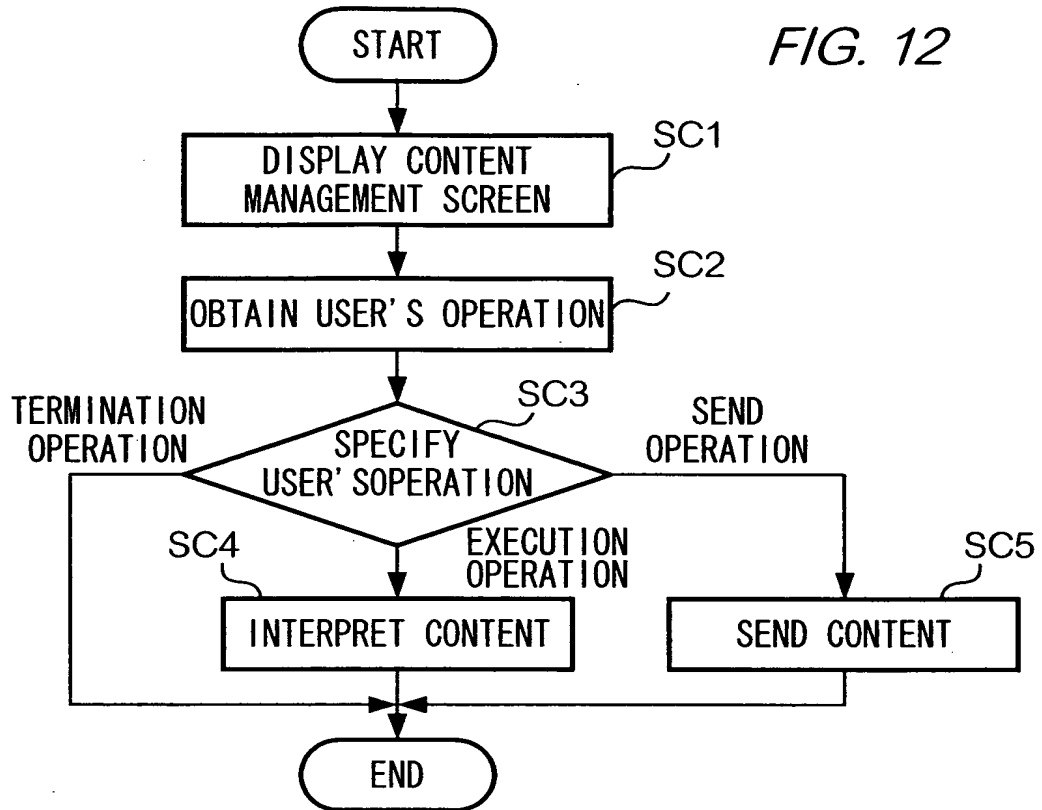 START
FIG. 12
SC1
DISPLAY CONTENT
MANAGEMENT SCREEN
SC2
OBTAIN USER'S OPERATION
SC3
TERMINATION
OPERATION
SPECIFY
USER'SOPERATION
SEND
OPERATION
SC4
EXECUTION
OPERATION
SC5
INTERPRET CONTENT
SEND CONTENT
END